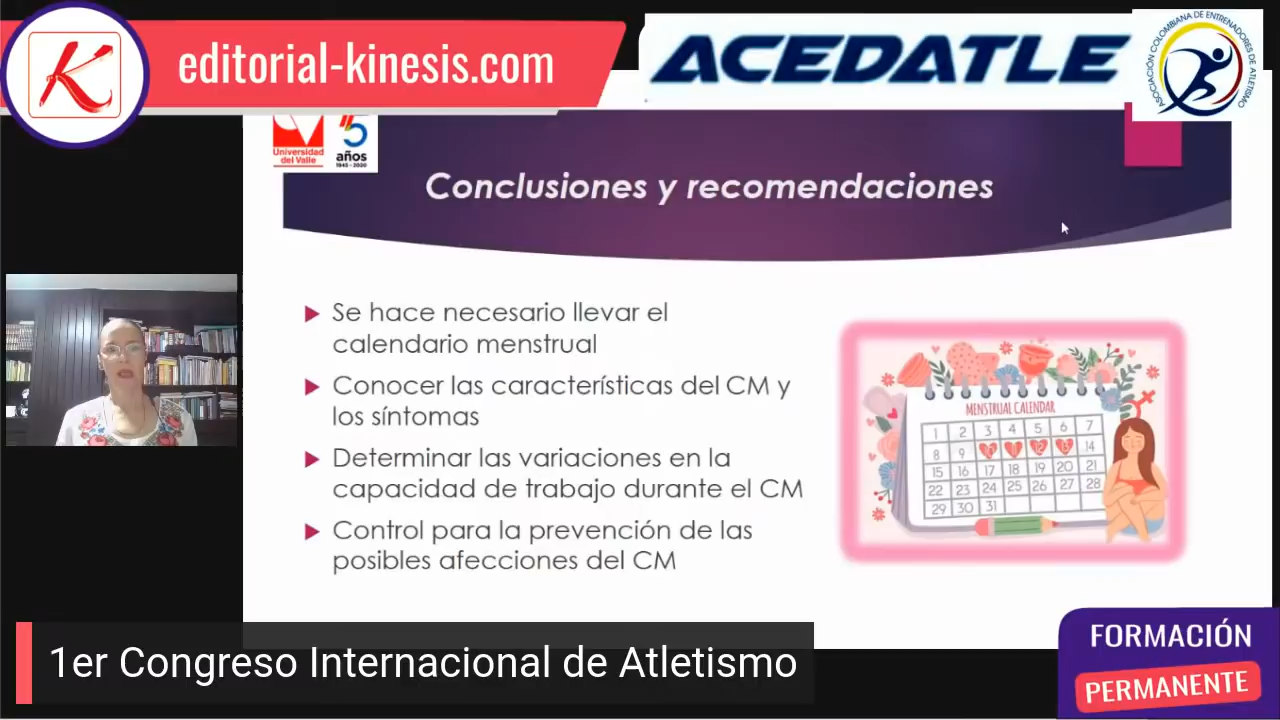 editorial-kinesis.com
ACEDATLE
ASOCIACIÓN COLOMBIANA DE ENTRENADORES DE ATLETISMO
K
Universidad
del Valle
75
años
1945 - 2020
Conclusiones y recomendaciones
Se hace necesario llevar el
calendario menstrual
Conocer las características del CM y
los síntomas
Determinar las variaciones en la
capacidad de trabajo durante el CM
Control para la prevención de las
posibles afecciones del CM
MENSTRUAL CALENDAR
1 2 3 4 5 6 7
8 9 10 11 12 13 14
15 16 17 18 19 20 21
22 23 24 25 26 27 28
29 30 31
1er Congreso Internacional de Atletismo
FORMACIÓN
PERMANENTE